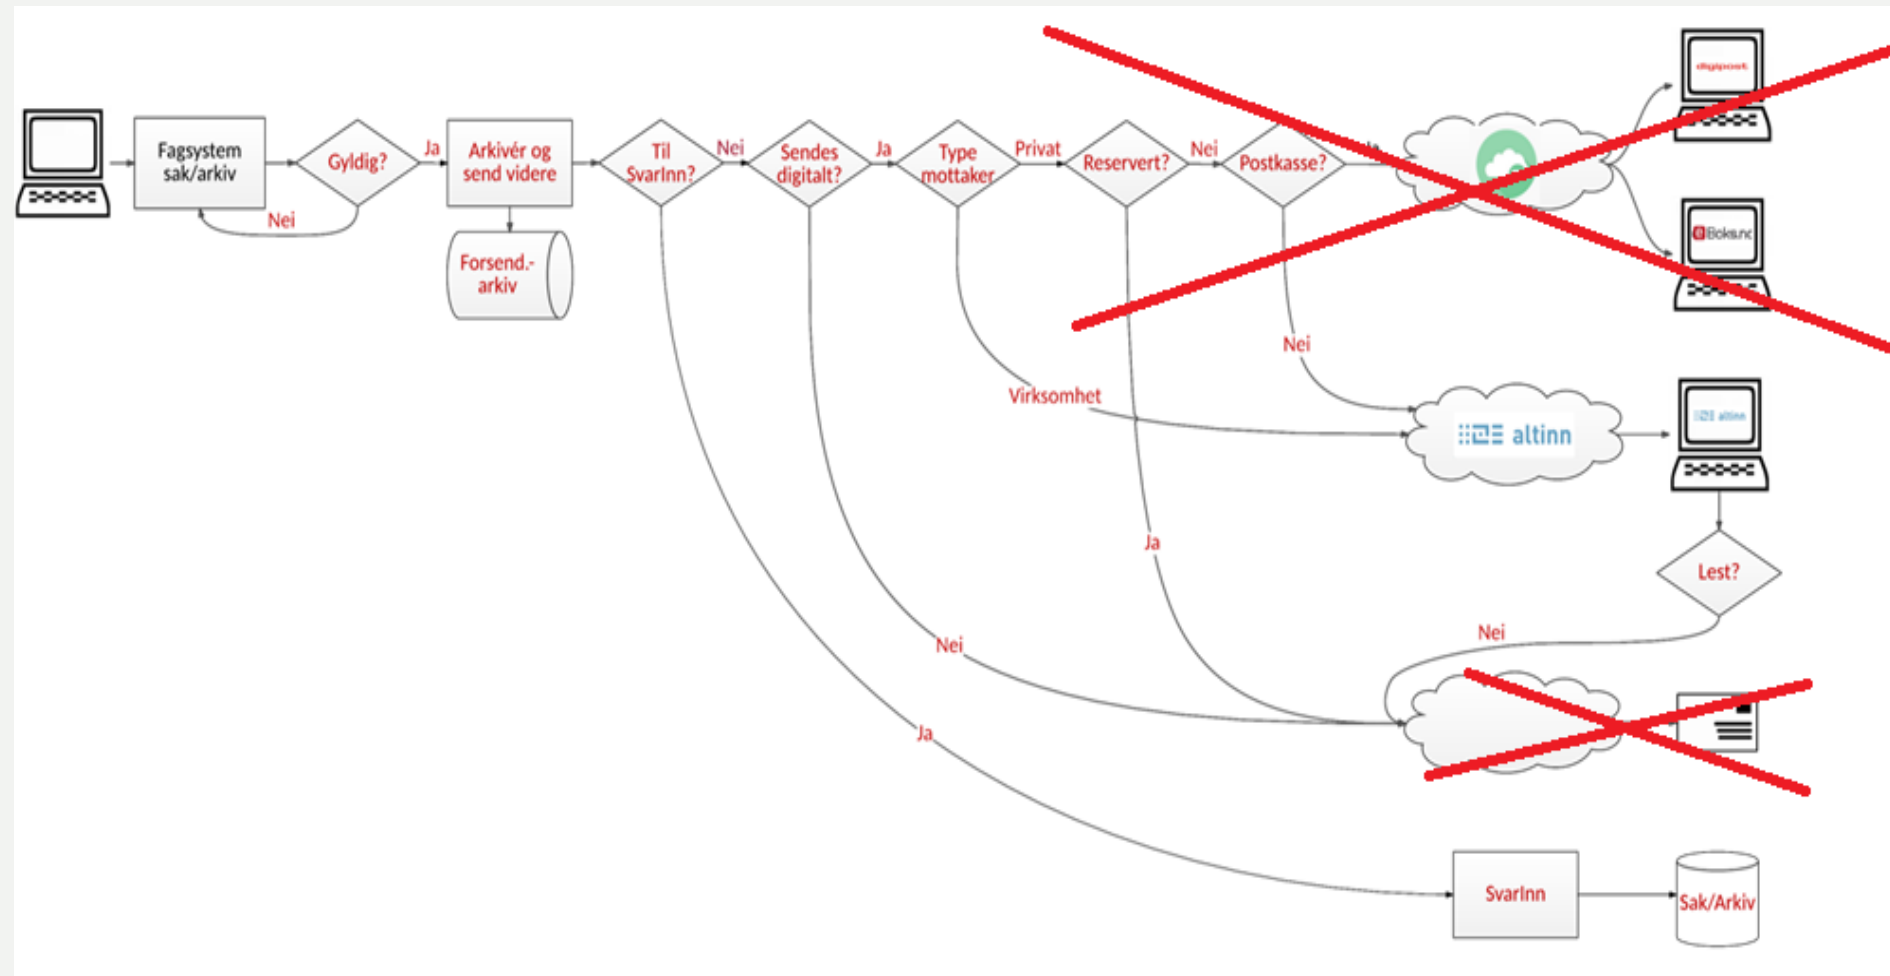 digipost
Fagsystem
sak/arkiv
Gyldig?
Ja
Arkivér og
send videre
Til
SvarInn?
Nei
Sendes
digitalt?
Ja
Type
mottaker
Privat
Reservert?
Nei
Postkasse?
Ja
Nei
eBoks.no
Forsend.-
arkiv
Nei
Virksomhet
altinn
altinn
Ja
Lest?
Nei
Nei
Ja
SvarInn
Sak/Arkiv